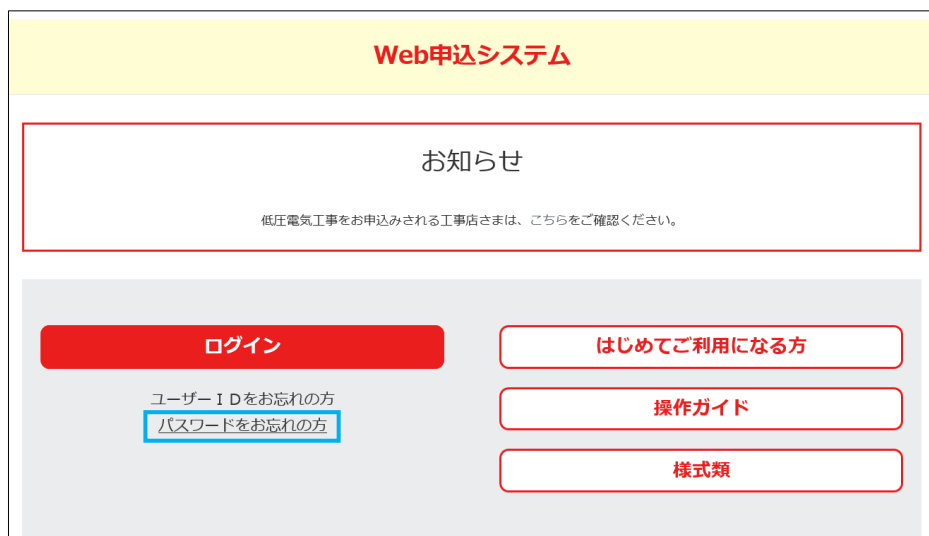 Web申込システム
お知らせ
低圧電気工事をお申込みされる工事店さまは、こちらをご確認ください。
ログイン
ユーザーＩＤをお忘れの方
パスワードをお忘れの方
はじめてご利用になる方
操作ガイド
様式類